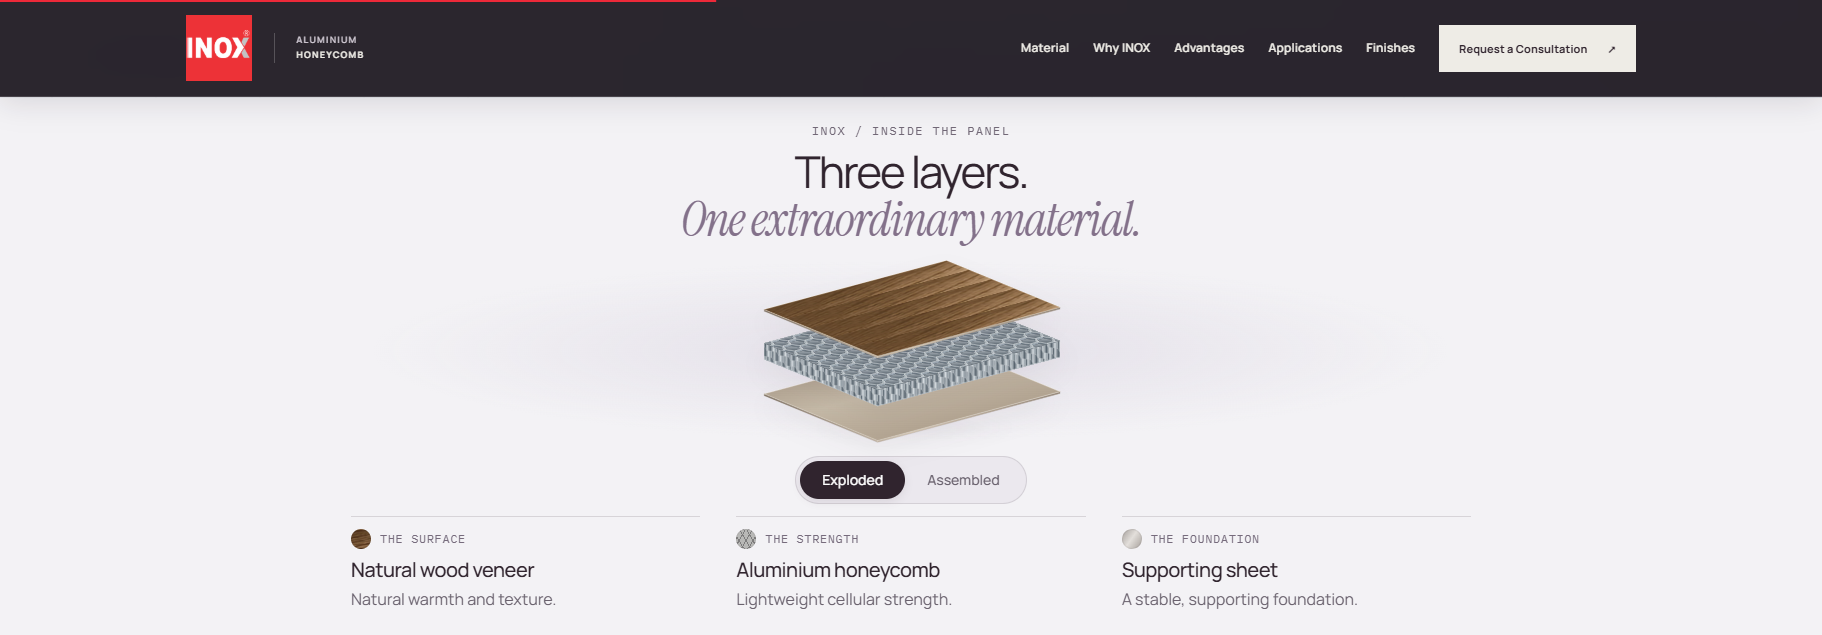 INOX®
ALUMINIUM
HONEYCOMB
Material
Why INOX
Advantages
Applications
Finishes
Request a Consultation ↗
INOX / INSIDE THE PANEL
Three layers.
One extraordinary material.
Exploded
Assembled
THE SURFACE
Natural wood veneer
Natural warmth and texture.
THE STRENGTH
Aluminium honeycomb
Lightweight cellular strength.
THE FOUNDATION
Supporting sheet
A stable, supporting foundation.